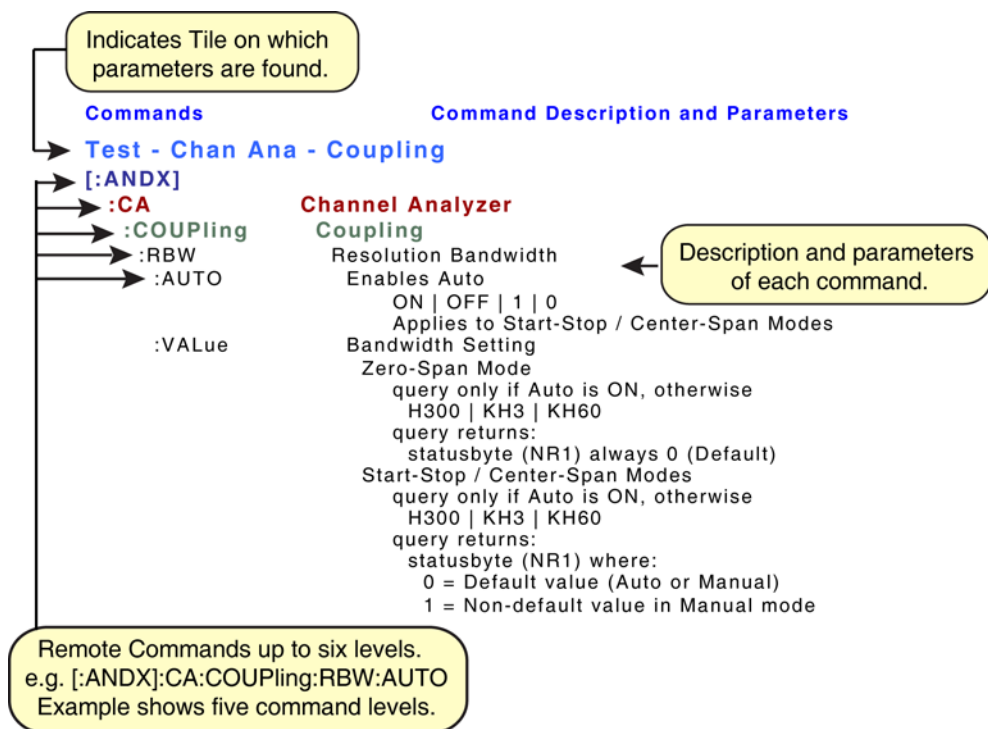 Indicates Tile on which
parameters are found.
Commands Command Description and Parameters
Test - Chan Ana - Coupling
[:ANDX]
:CA Channel Analyzer
:COUPling Coupling
:RBW Resolution Bandwidth
:AUTO Enables Auto
ON | OFF | 1 | 0
Applies to Start-Stop / Center-Span Modes
Description and parameters
of each command.
:VALue Bandwidth Setting
Zero-Span Mode
query only if Auto is ON, otherwise
H300 | KH3 | KH60
query returns:
statusbyte (NR1) always 0 (Default)
Start-Stop / Center-Span Modes
query only if Auto is ON, otherwise
H300 | KH3 | KH60
query returns:
statusbyte (NR1) where:
0 = Default value (Auto or Manual)
1 = Non-default value in Manual mode
Remote Commands up to six levels.
e.g. [:ANDX]:CA:COUPling:RBW:AUTO
Example shows five command levels.